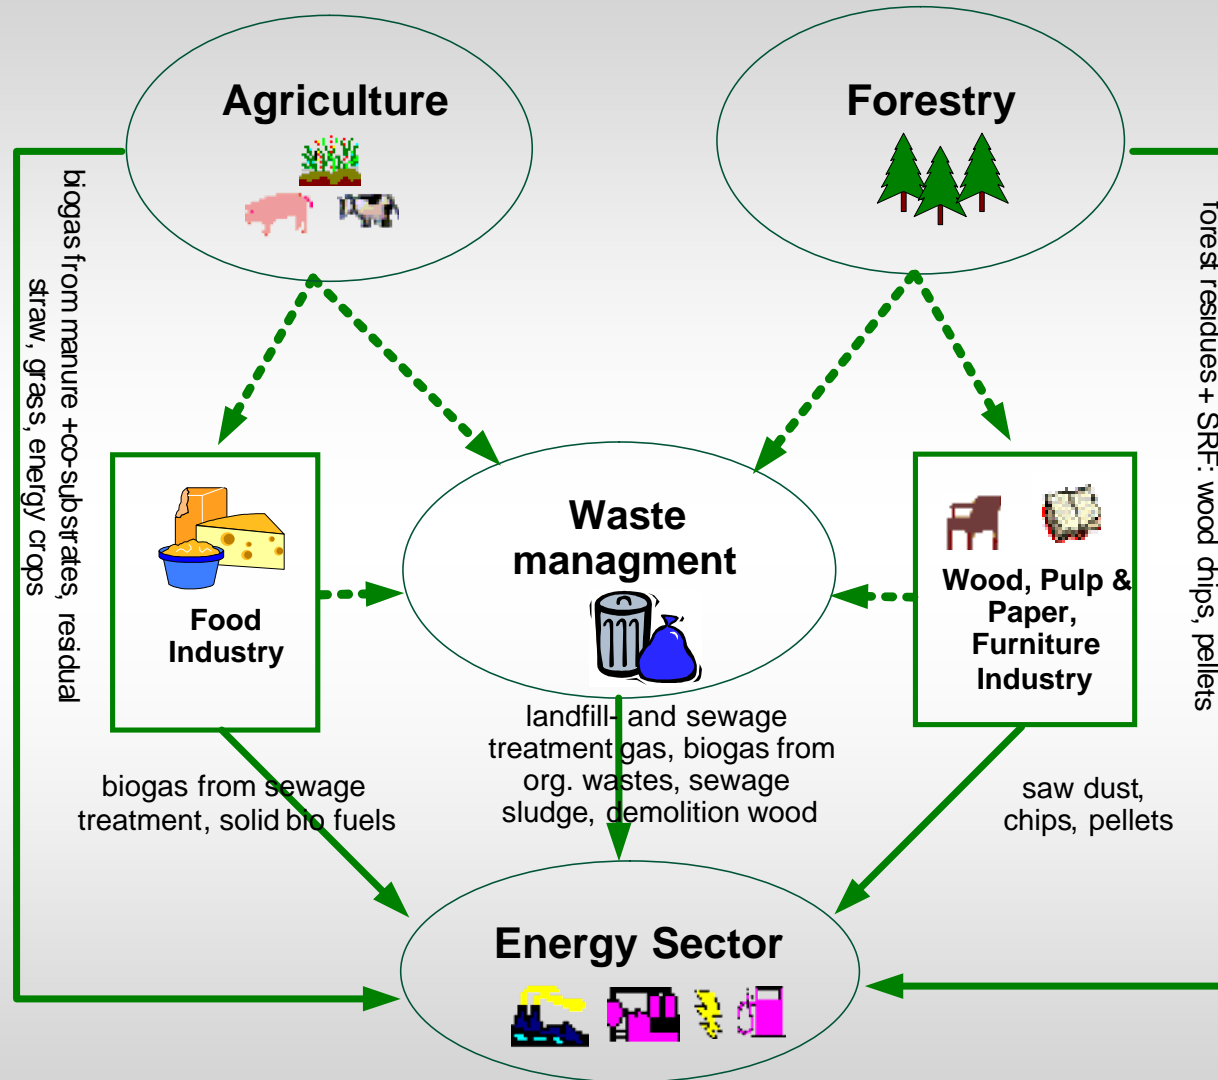 Agriculture
Forestry
biogas from manure +co-substrates, residual
straw, grass, energy crops
forest residues + SRF: wood chips, pellets
Waste
managment
Food
Industry
Wood, Pulp &
Paper,
Furniture
Industry
landfill- and sewage
treatment gas, biogas from
org. wastes, sewage
sludge, demolition wood
biogas from sewage
treatment, solid bio fuels
saw dust,
chips, pellets
Energy Sector